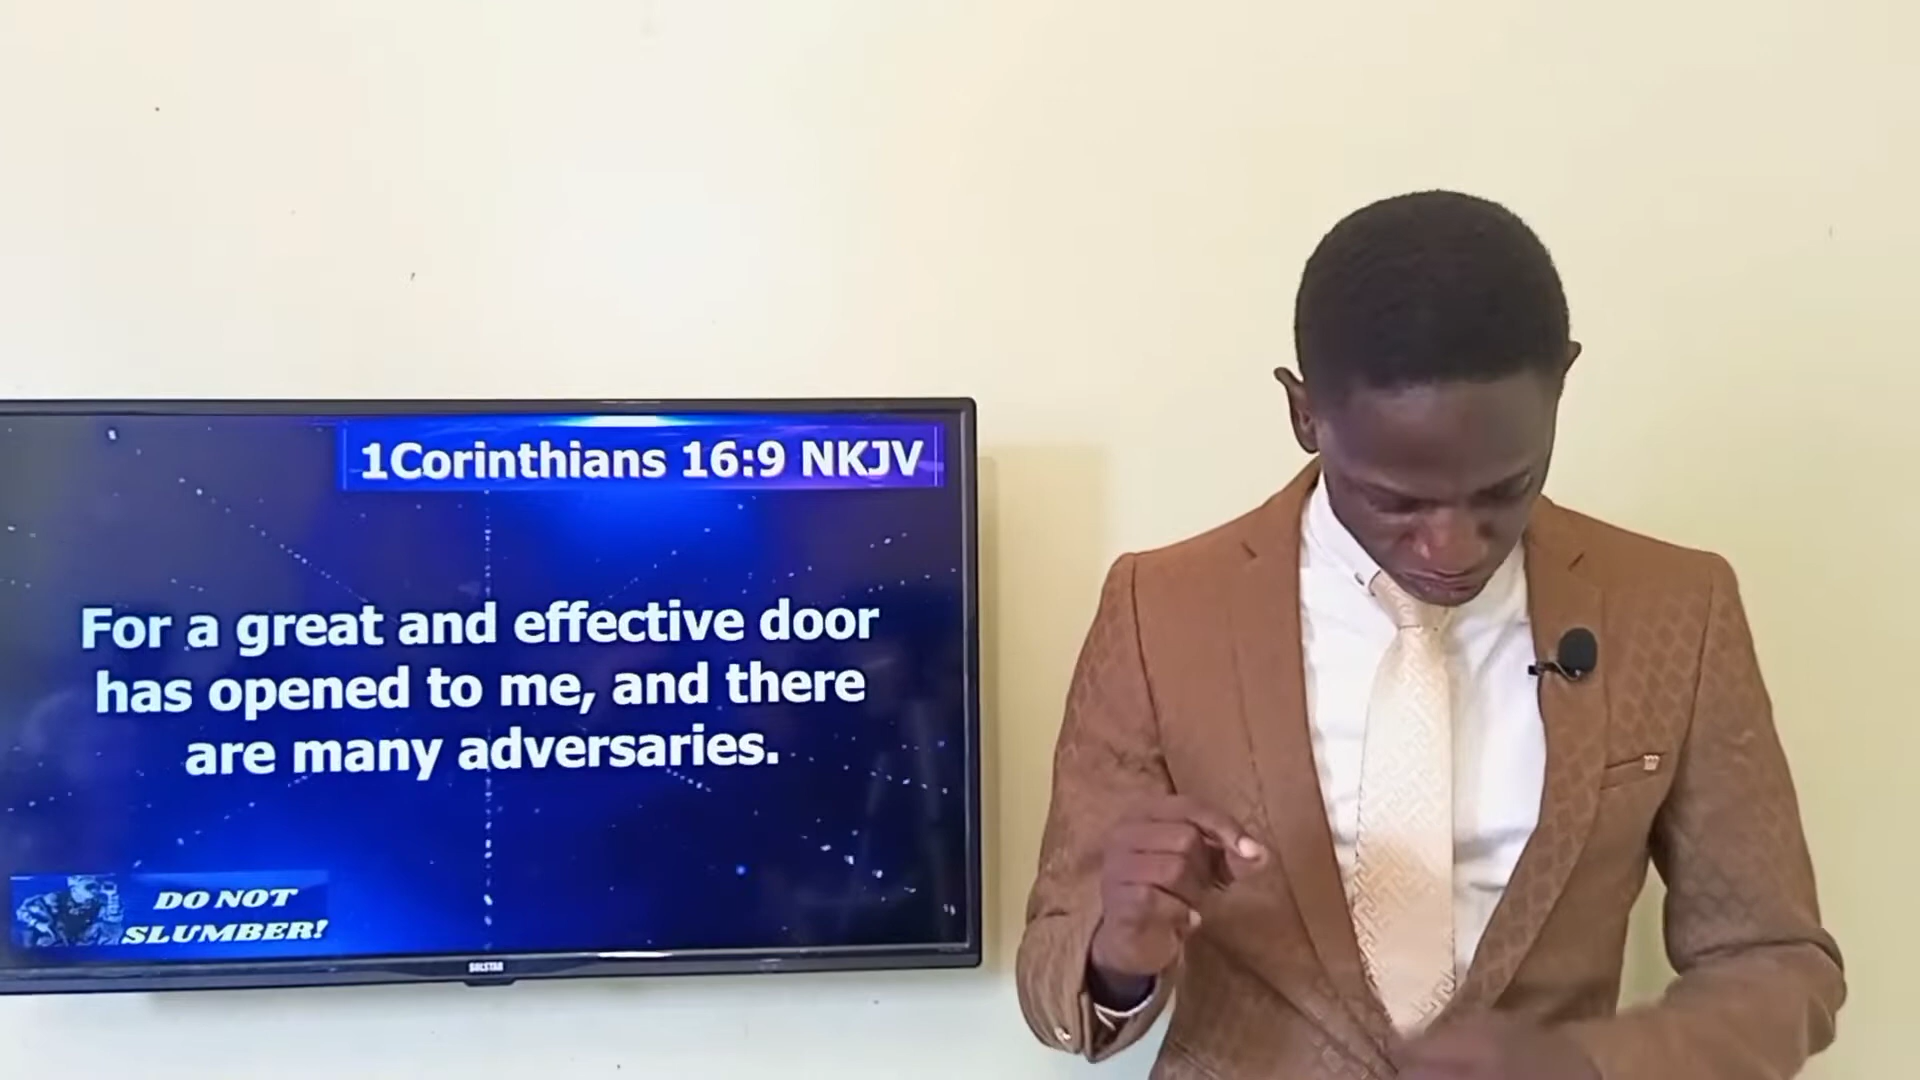 1Corinthians 16:9 NKJV
For a great and effective door
has opened to me, and there
are many adversaries.
DO NOT
SLUMBER!
SOLSTAR